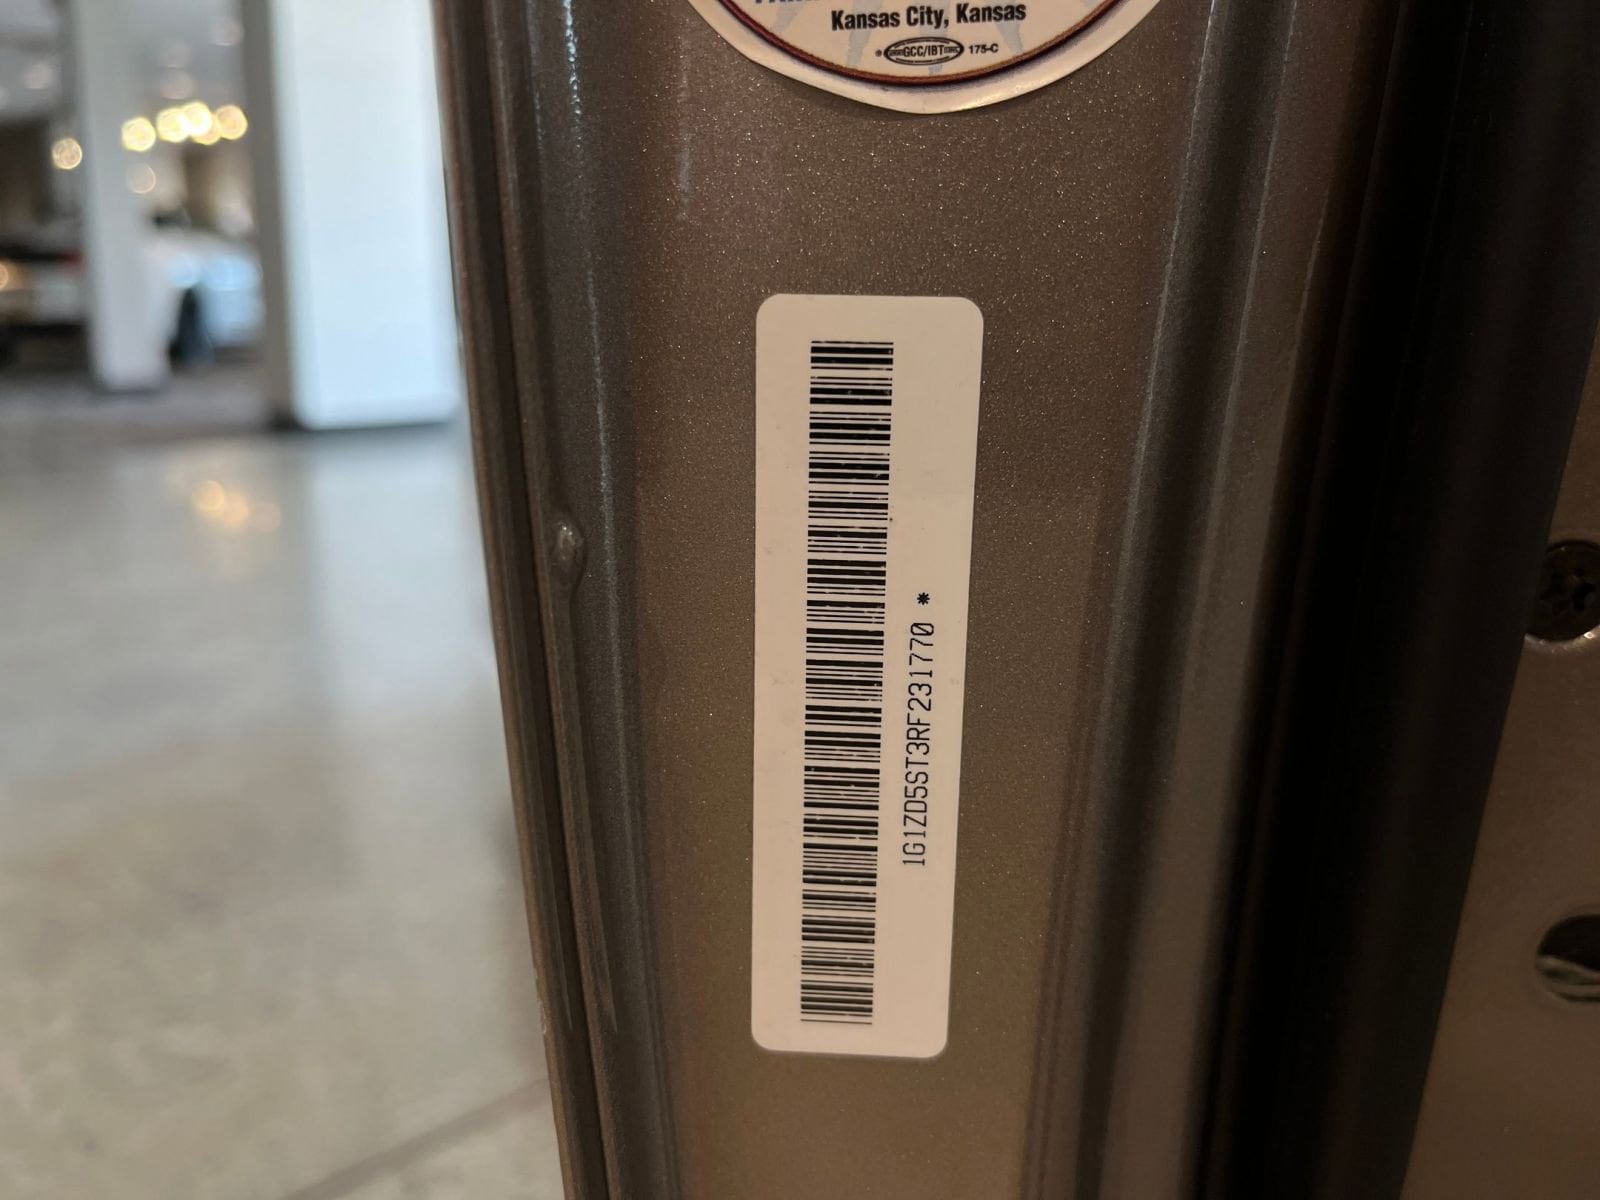 Kansas City, Kansas
GCC/IBT 175-C
1G1ZD5ST3RF231770 *